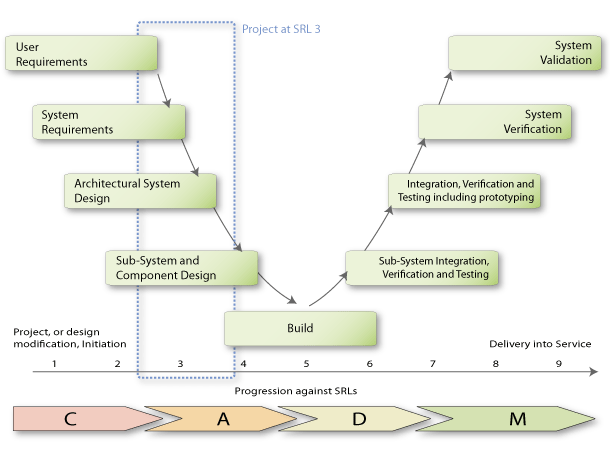 Project at SRL 3
User
Requirements
System
Validation
System
Requirements
System
Verification
Architectural System
Design
Integration, Verification and
Testing including prototyping
Sub-System and
Component Design
Sub-System Integration,
Verification and Testing
Build
Project, or design
modification, Initiation
Delivery into Service
1 2 3 4 5 6 7 8 9
Progression against SRLs
C A D M